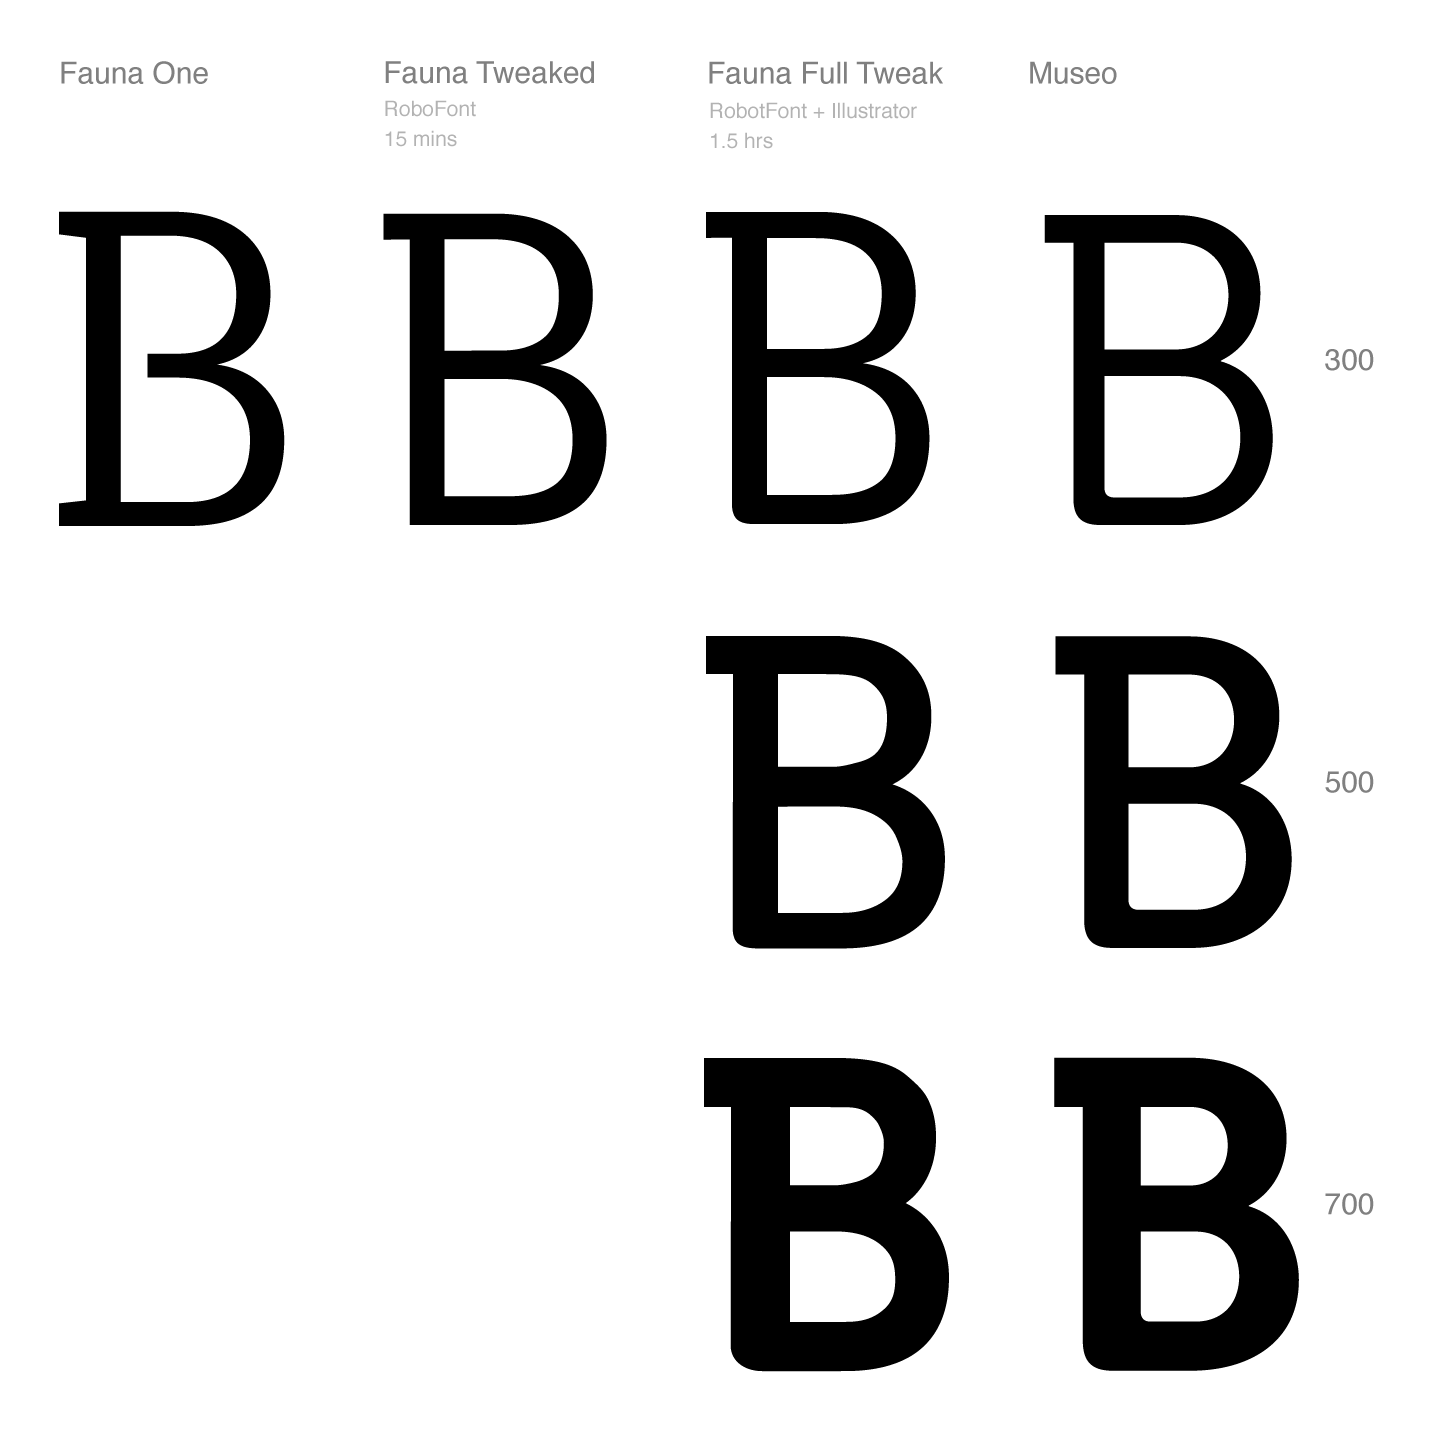 Fauna One
Fauna Tweaked
RoboFont
15 mins
Fauna Full Tweak
RobotFont + Illustrator
1.5 hrs
Museo
B B B B 300
B B 500
B B 700